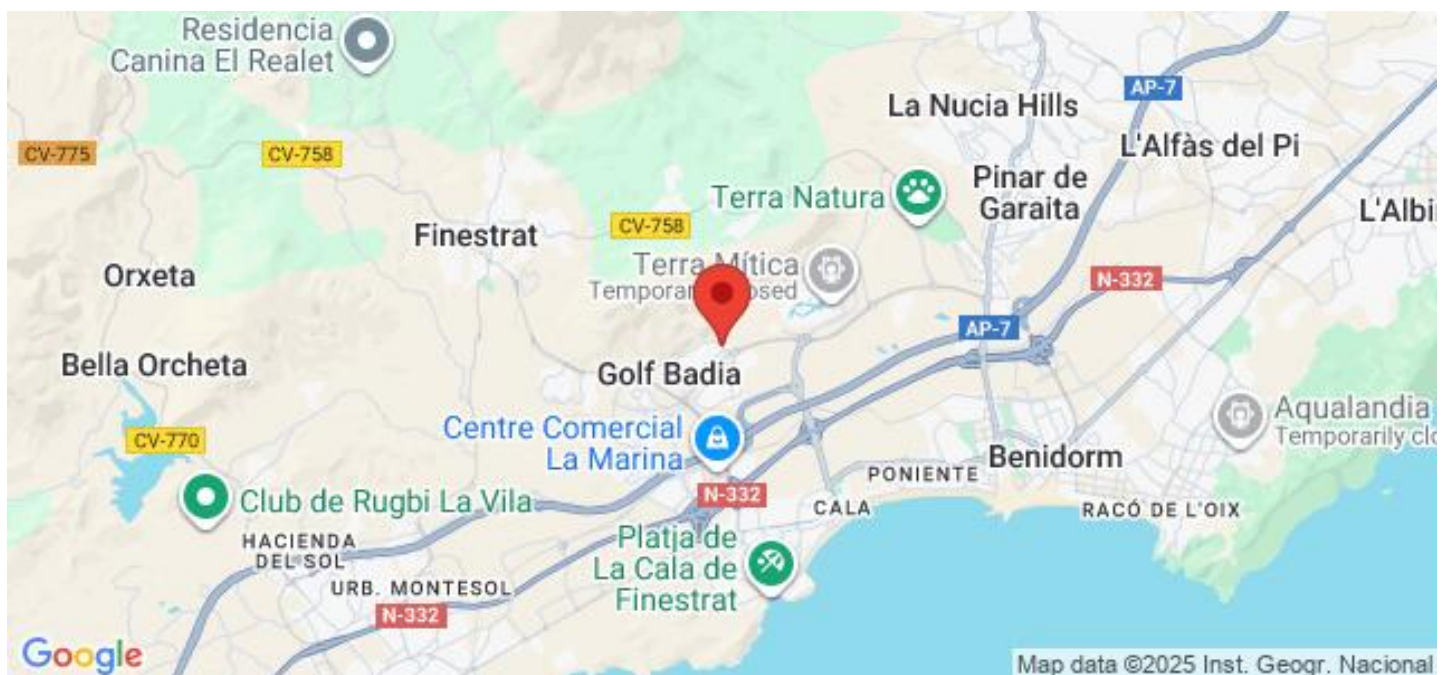 Residencia
Canina El Realet
AP-7
La Nucia Hills
CV-775
CV-758
L'Alfàs del Pi
Terra Natura
Pinar de
Garaita
CV-758
Finestrat
L'Albi
Orxeta
Terra Mítica
N-332
AP-7
Bella Orcheta
Golf Badia
Centre Comercial
La Marina
Aqualandia
CV-770
Benidorm
PONIENTE
Club de Rugbi La Vila
N-332
CALA
RACÓ DE L'OIX
HACIENDA
DEL SOL
Platja de
La Cala de
Finestrat
URB. MONTESOL
N-332
Google
Map data ©2025 Inst. Geogr. Nacional